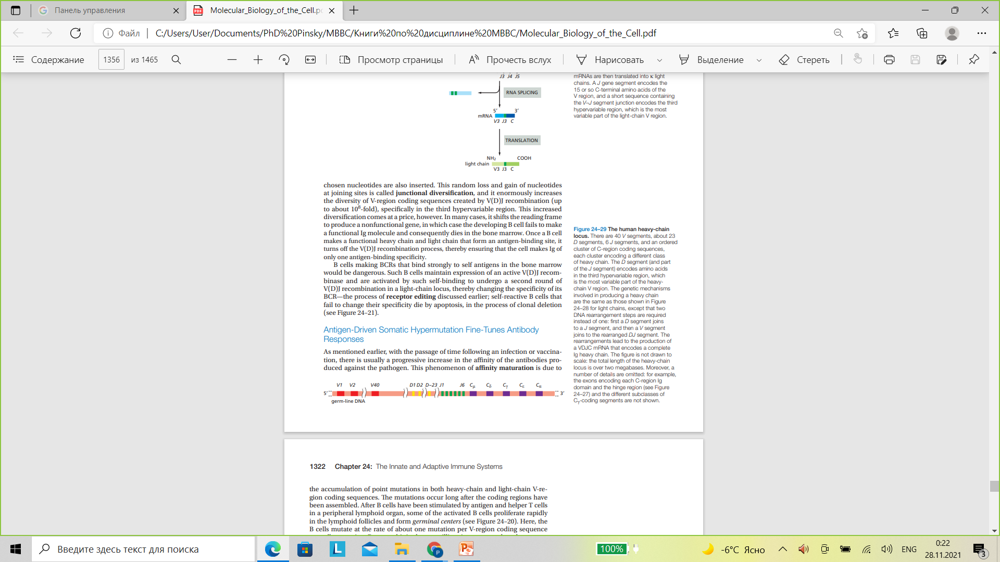 Панель управления
Molecular_Biology_of_the_Cell.pd
Файл
C:/Users/User/Documents/PhD%20Pinsky/MBBC/Книги%20по%20дисциплине%20MBBC/Molecular_Biology_of_the_Cell.pdf
Содержание
1356
из 1465
Просмотр страницы
Прочесть вслух
Нарисовать
Выделение
Стереть
J3 J4 J5
RNA SPLICING
5′ 3′
mRNA
V3 J3 C
TRANSLATION
NH₂ COOH
light chain
V3 J3 C
mRNAs are then translated into κ light
chains. A J gene segment encodes the
15 or so C-terminal amino acids of the
V region, and a short sequence containing
the V–J segment junction encodes the third
hypervariable region, which is the most
variable part of the light-chain V region.
chosen nucleotides are also inserted. This random loss and gain of nucleotides
at joining sites is called junctional diversification, and it enormously increases
the diversity of V-region coding sequences created by V(D)J recombination (up
to about 10⁸-fold), specifically in the third hypervariable region. This increased
diversification comes at a price, however. In many cases, it shifts the reading frame
to produce a nonfunctional gene, in which case the developing B cell fails to make
a functional Ig molecule and consequently dies in the bone marrow. Once a B cell
makes a functional heavy chain and light chain that form an antigen-binding site, it
turns off the V(D)J recombination process, thereby ensuring that the cell makes Ig of
only one antigen-binding specificity.
B cells making BCRs that bind strongly to self antigens in the bone marrow
would be dangerous. Such B cells maintain expression of an active V(D)J recom-
binase and are activated by such self-binding to undergo a second round of
V(D)J recombination in a light-chain locus, thereby changing the specificity of its
BCR—the process of receptor editing discussed earlier; self-reactive B cells that
fail to change their specificity die by apoptosis, in the process of clonal deletion
(see Figure 24–21).
Antigen-Driven Somatic Hypermutation Fine-Tunes Antibody
Responses
As mentioned earlier, with the passage of time following an infection or vaccina-
tion, there is usually a progressive increase in the affinity of the antibodies pro-
duced against the pathogen. This phenomenon of affinity maturation is due to
Figure 24–29 The human heavy-chain
locus. There are 40 V segments, about 23
D segments, 6 J segments, and an ordered
cluster of C-region coding sequences,
each cluster encoding a different class
of heavy chain. The D segment (and part
of the J segment) encodes amino acids
in the third hypervariable region, which
is the most variable part of the heavy-
chain V region. The genetic mechanisms
involved in producing a heavy chain
are the same as those shown in Figure
24–28 for light chains, except that two
DNA rearrangement steps are required
instead of one: first a D segment joins
to a J segment, and then a V segment
joins to the rearranged DJ segment. The
rearrangements lead to the production of
a VDJC mRNA that encodes a complete
Ig heavy chain. The figure is not drawn to
scale: the total length of the heavy-chain
locus is over two megabases. Moreover, a
number of details are omitted: for example,
the exons encoding each C-region Ig
domain and the hinge region (see Figure
24–27) and the different subclasses of
Cγ-coding segments are not shown.
V1 V2 V40 D1 D2 D~23 J1 J6 Cμ Cδ Cγ Cε Cα
5′ 3′
germ-line DNA
1322 Chapter 24: The Innate and Adaptive Immune Systems
the accumulation of point mutations in both heavy-chain and light-chain V-re-
gion coding sequences. The mutations occur long after the coding regions have
been assembled. After B cells have been stimulated by antigen and helper T cells
in a peripheral lymphoid organ, some of the activated B cells proliferate rapidly
in the lymphoid follicles and form germinal centers (see Figure 24–20). Here, the
B cells mutate at the rate of about one mutation per V-region coding sequence
Введите здесь текст для поиска
100%
-6°C Ясно
ENG
0:22
28.11.2021
3